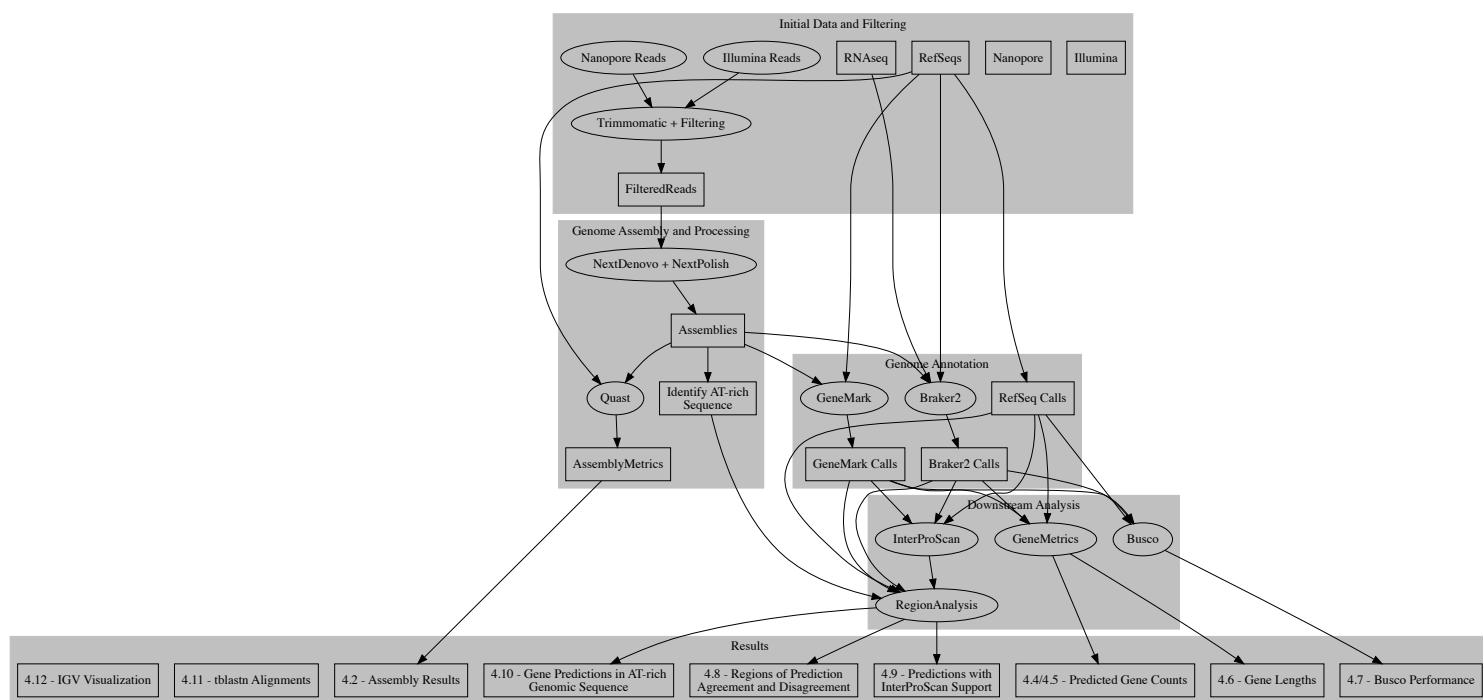 Initial Data and Filtering
Nanopore Reads
Illumina Reads
RNAseq
RefSeqs
Nanopore
Illumina
Trimmomatic + Filtering
FilteredReads
Genome Assembly and Processing
NextDenovo + NextPolish
Assemblies
Quast
Identify AT-rich
Sequence
AssemblyMetrics
Genome Annotation
GeneMark
Braker2
RefSeq Calls
GeneMark Calls
Braker2 Calls
Downstream Analysis
InterProScan
GeneMetrics
Busco
RegionAnalysis
Results
4.12 - IGV Visualization
4.11 - tblastn Alignments
4.2 - Assembly Results
4.10 - Gene Predictions in AT-rich
Genomic Sequence
4.8 - Regions of Prediction
Agreement and Disagreement
4.9 - Predictions with
InterProScan Support
4.4/4.5 - Predicted Gene Counts
4.6 - Gene Lengths
4.7 - Busco Performance